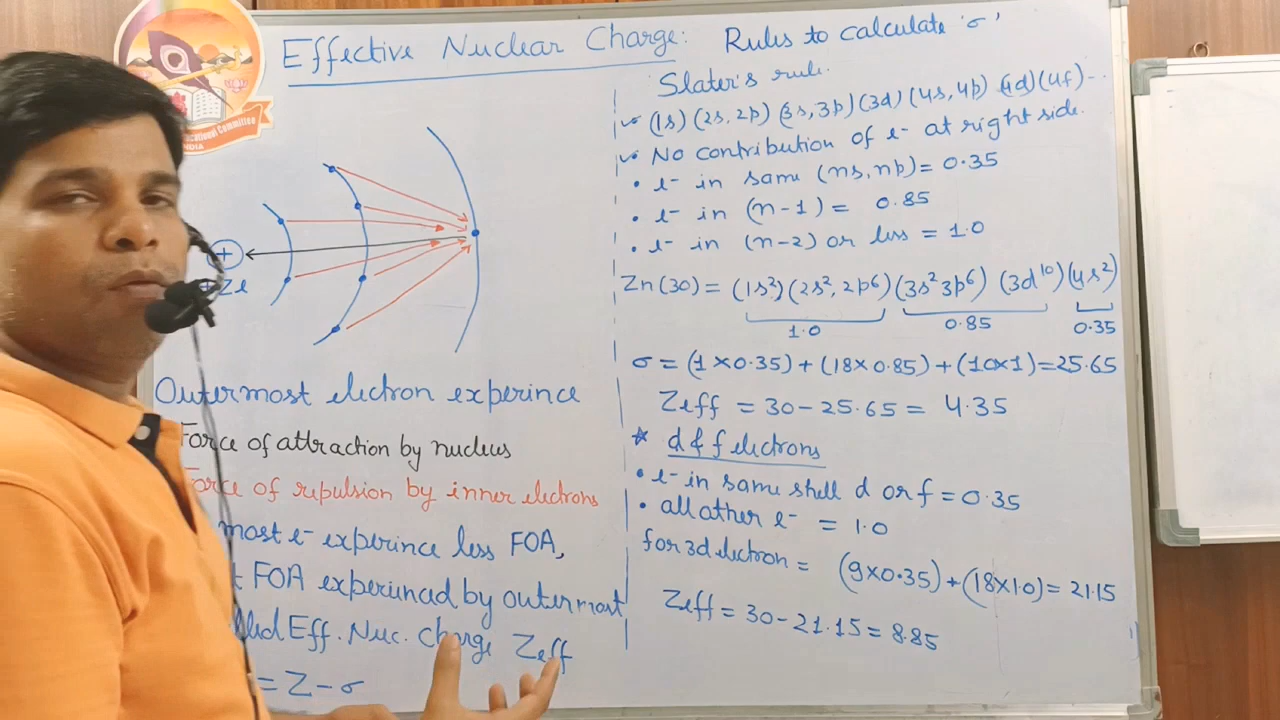 Effective Nuclear Charge:
+
Outermost electron experince
Force of attraction by nucleus
Force of repulsion by inner electrons
most e- experince less FOA,
FOA experienced by outermost
Eff. Nuc. Charge Zeff
= Z - σ
ucational Committee
INDIA
Rules to calculate 'σ'
Slater's rule.
(1s) (2s, 2p) (3s, 3p) (3d) (4s, 4p) (4d) (4f) --
No contribution of e- at right side.
• e- in same (ns, np) = 0.35
• e- in (n-1) = 0.85
• e- in (n-2) or less = 1.0
Zn (30) = (1s²) (2s², 2p⁶) (3s² 3p⁶) (3d¹⁰) (4s²)
1.0 0.85 0.35
σ = (1 × 0.35) + (18 × 0.85) + (10×1) = 25.65
Zeff = 30 - 25.65 = 4.35
* d & f electrons
• e- in same shell d or f = 0.35
• all other e- = 1.0
for 3d electron = (9×0.35) + (18×1.0) = 21.15
Zeff = 30 - 21.15 = 8.85